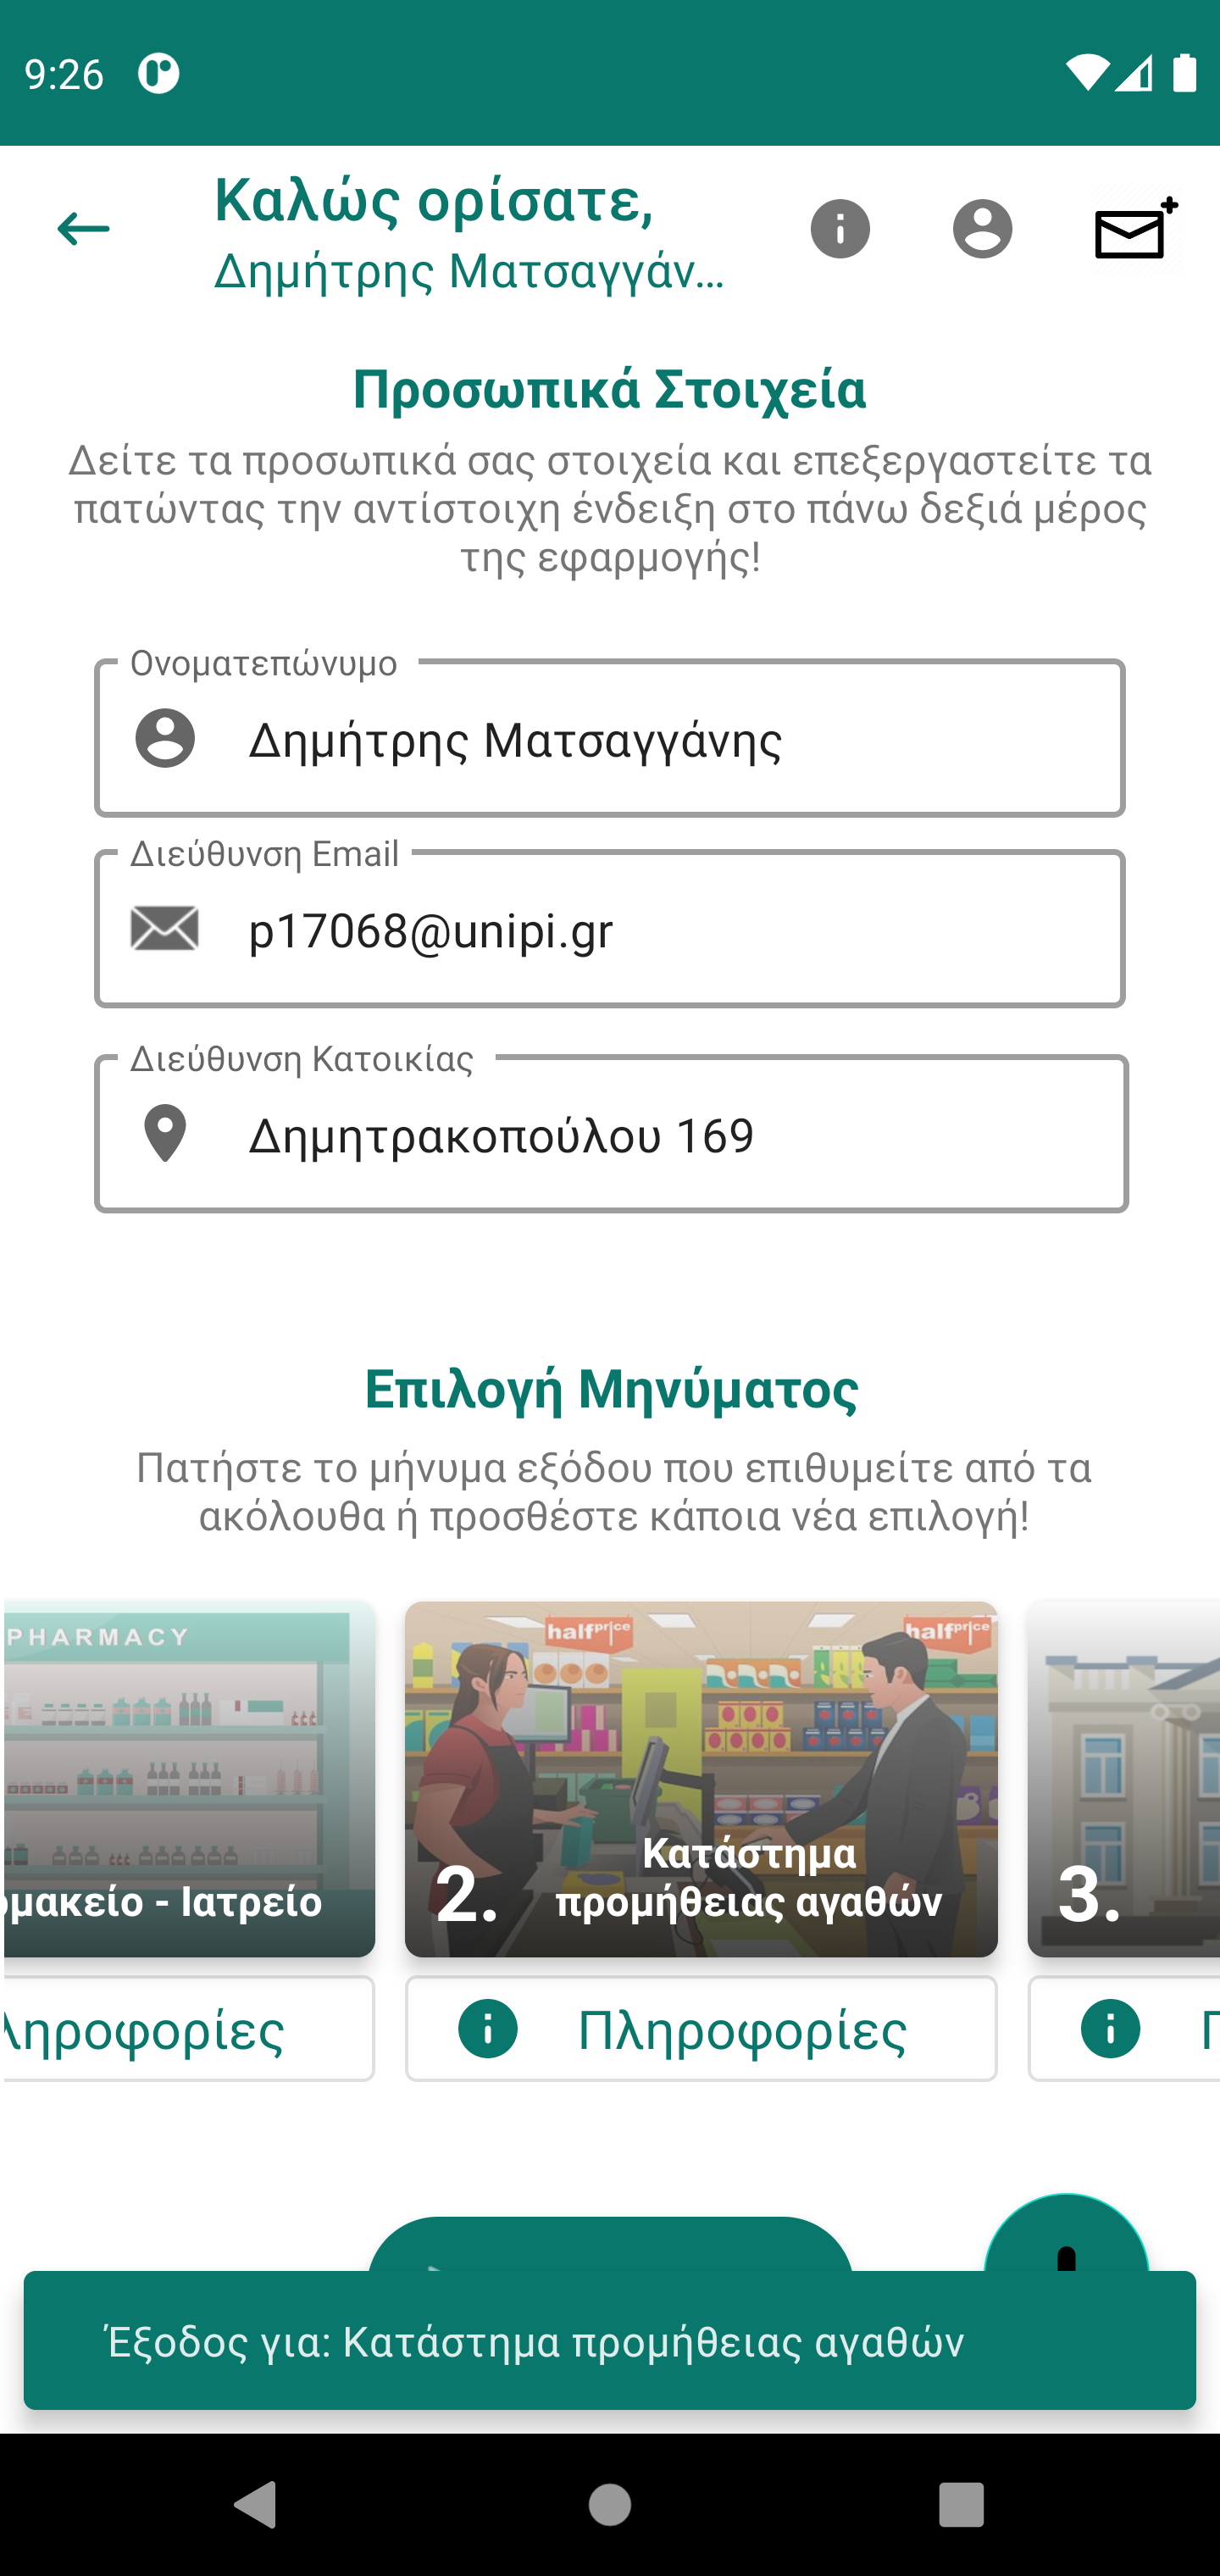 9:26
Καλώς ορίσατε,
Δημήτρης Ματσαγγάν...
Προσωπικά Στοιχεία
Δείτε τα προσωπικά σας στοιχεία και επεξεργαστείτε τα
πατώντας την αντίστοιχη ένδειξη στο πάνω δεξιά μέρος
της εφαρμογής!
Ονοματεπώνυμο
Δημήτρης Ματσαγγάνης
Διεύθυνση Email
p17068@unipi.gr
Διεύθυνση Κατοικίας
Δημητρακοπούλου 169
Επιλογή Μηνύματος
Πατήστε το μήνυμα εξόδου που επιθυμείτε από τα
ακόλουθα ή προσθέστε κάποια νέα επιλογή!
PHARMACY
μακείο - Ιατρείο
half price
half price
2.
Κατάστημα
προμήθειας αγαθών
3.
ληροφορίες
Πληροφορίες
Π
Έξοδος για: Κατάστημα προμήθειας αγαθών